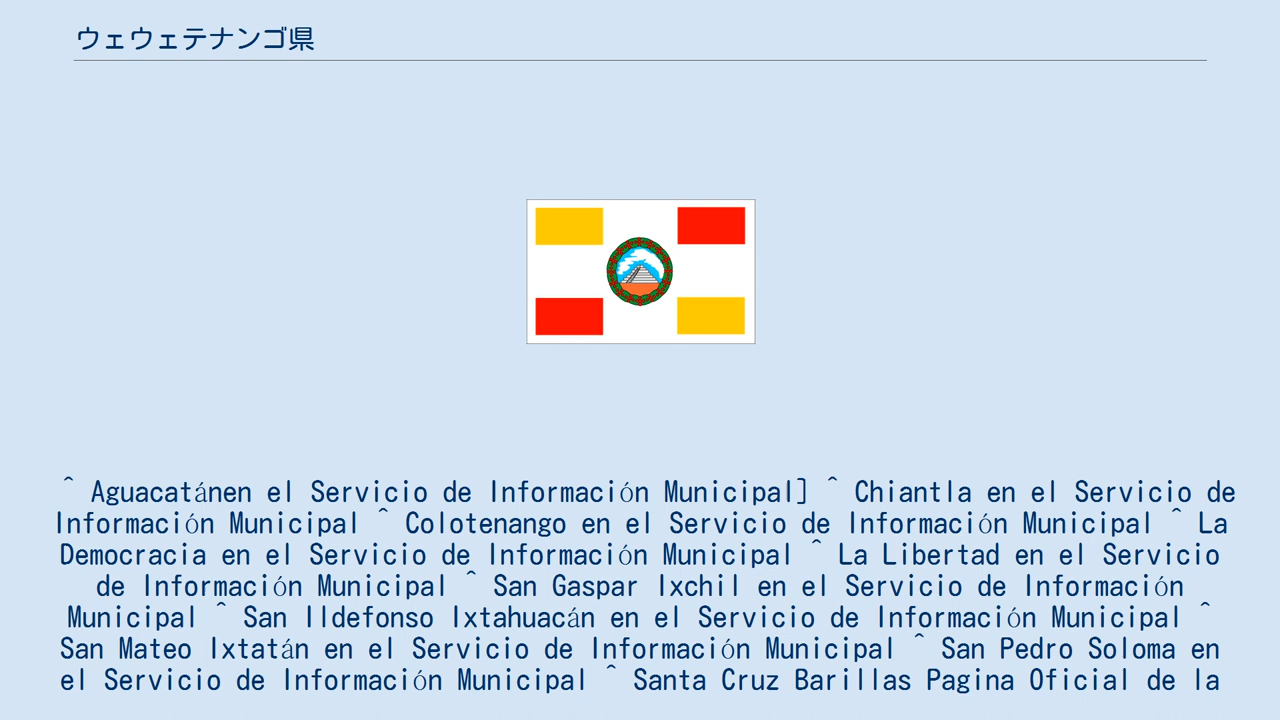 ウェウェテナンゴ県
^ Aguacatánen el Servicio de Información Municipal] ^ Chiantla en el Servicio de
Información Municipal ^ Colotenango en el Servicio de Información Municipal ^ La
Democracia en el Servicio de Información Municipal ^ La Libertad en el Servicio
de Información Municipal ^ San Gaspar Ixchil en el Servicio de Información
Municipal ^ San Ildefonso Ixtahuacán en el Servicio de Información Municipal ^
San Mateo Ixtatán en el Servicio de Información Municipal ^ San Pedro Soloma en
el Servicio de Información Municipal ^ Santa Cruz Barillas Pagina Oficial de la